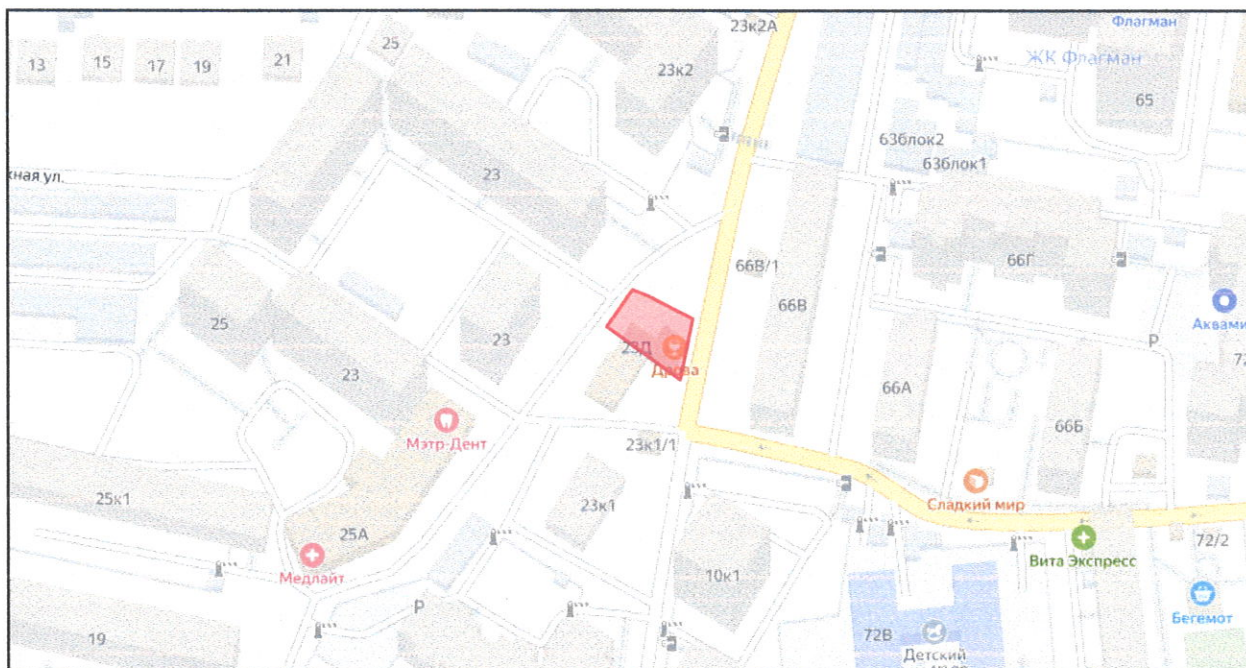 23к2А
Флагман
ЖК Флагман
13
15
17
19
21
25
23к2
65
63блок2
63блок1
жная ул.
23
66В/1
66В
66Г
25
23
23Д
Дрова
Аквами
Р
72
23
Мэтр-Дент
66А
66Б
23к1/1
25к1
25А
23к1
Сладкий мир
Медлайт
10к1
Вита Экспресс
72/2
Р
Бегемот
19
72В
Детский